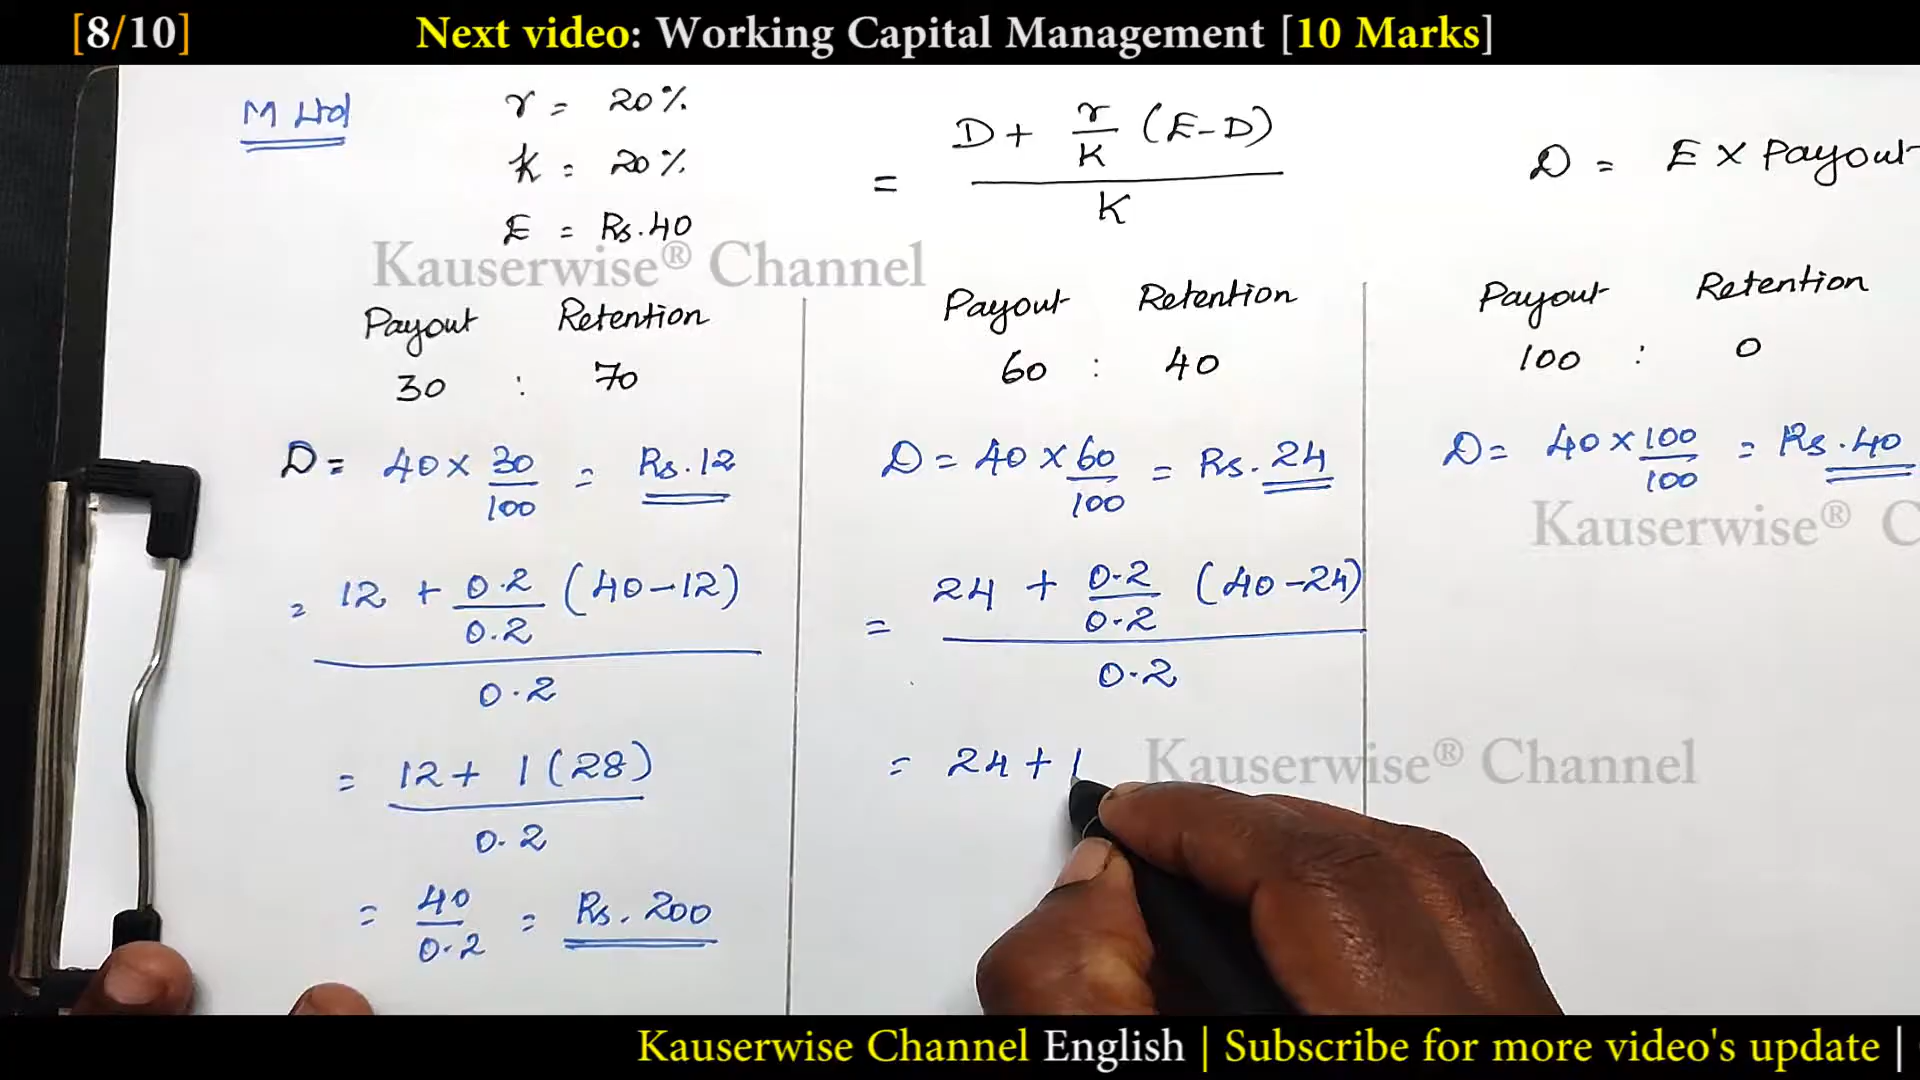 [8/10] Next video: Working Capital Management [10 Marks]
M Ltd
r = 20%
k = 20%
E = Rs.40
= D + r/K (E-D)
K
D = E × Payout
Kauserwise® Channel
Payout Retention
30 : 70
D = 40 × 30/100 = Rs.12
= 12 + 0.2/0.2 (40-12)
0.2
= 12 + 1(28)
0.2
= 40/0.2 = Rs. 200
Payout Retention
60 : 40
D = 40 × 60/100 = Rs. 24
= 24 + 0.2/0.2 (40-24)
0.2
= 24 + 1
Kauserwise® Channel
Payout Retention
100 : 0
D = 40 × 100/100 = Rs. 40
Kauserwise® C
Kauserwise Channel English | Subscribe for more video's update |